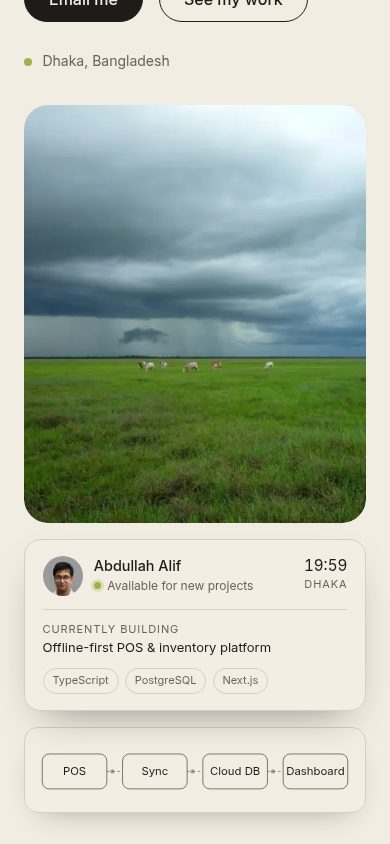 Email me
See my work
Dhaka, Bangladesh
Abdullah Alif
19:59
Available for new projects
DHAKA
CURRENTLY BUILDING
Offline-first POS & inventory platform
TypeScript
PostgreSQL
Next.js
POS
Sync
Cloud DB
Dashboard